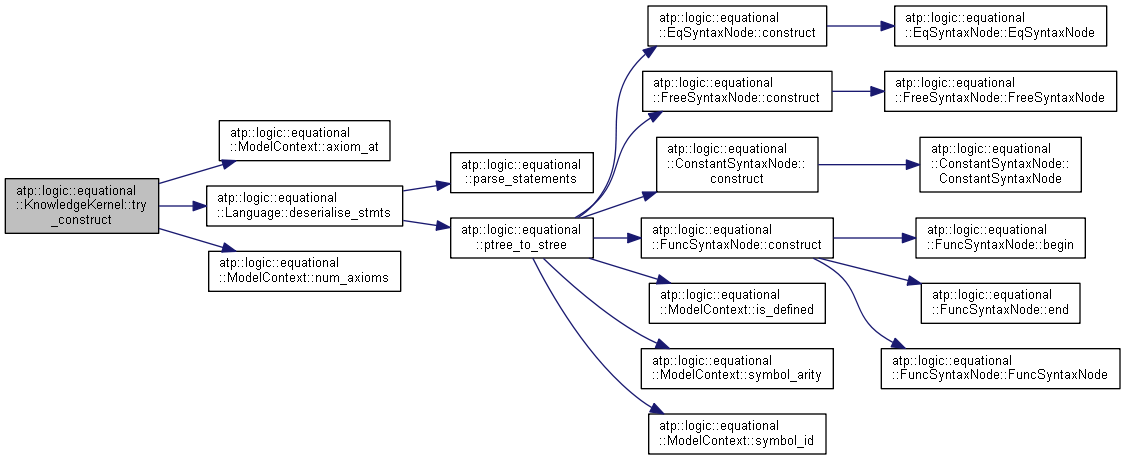 atp::logic::equational
::KnowledgeKernel::try
_construct
atp::logic::equational
::ModelContext::axiom_at
atp::logic::equational
::Language::deserialise_stmts
atp::logic::equational
::ModelContext::num_axioms
atp::logic::equational
::parse_statements
atp::logic::equational
::ptree_to_stree
atp::logic::equational
::EqSyntaxNode::construct
atp::logic::equational
::FreeSyntaxNode::construct
atp::logic::equational
::ConstantSyntaxNode::
construct
atp::logic::equational
::FuncSyntaxNode::construct
atp::logic::equational
::ModelContext::is_defined
atp::logic::equational
::ModelContext::symbol_arity
atp::logic::equational
::ModelContext::symbol_id
atp::logic::equational
::EqSyntaxNode::EqSyntaxNode
atp::logic::equational
::FreeSyntaxNode::FreeSyntaxNode
atp::logic::equational
::ConstantSyntaxNode::
ConstantSyntaxNode
atp::logic::equational
::FuncSyntaxNode::begin
atp::logic::equational
::FuncSyntaxNode::end
atp::logic::equational
::FuncSyntaxNode::FuncSyntaxNode